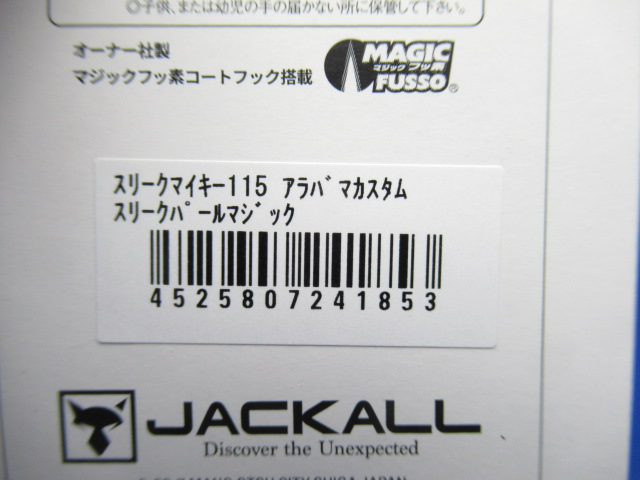 ◎子供、または幼児の手の届かない所に保管して下さい。
オーナー社製
マジックフッ素コートフック搭載
MAGIC
マジックフッ素
FUSSO®
ｽﾘｰｸマイキー115 ｱﾗﾊﾞﾏカスタム
ｽﾘｰｸﾊﾟｰﾙマｼﾞｯｸ
4525807241853
JACKALL
Discover the Unexpected